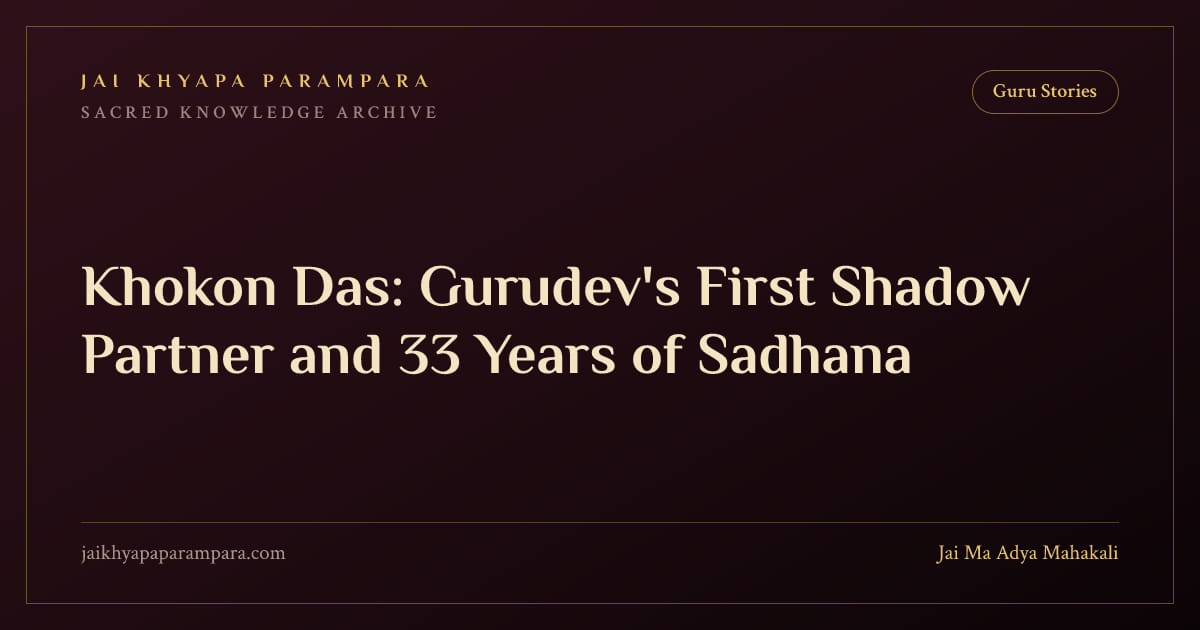 JAI KHYAPA PARAMPARA
SACRED KNOWLEDGE ARCHIVE
Guru Stories
Khokon Das: Gurudev's First Shadow
Partner and 33 Years of Sadhana
jaikhyapaparampara.com
Jai Ma Adya Mahakali